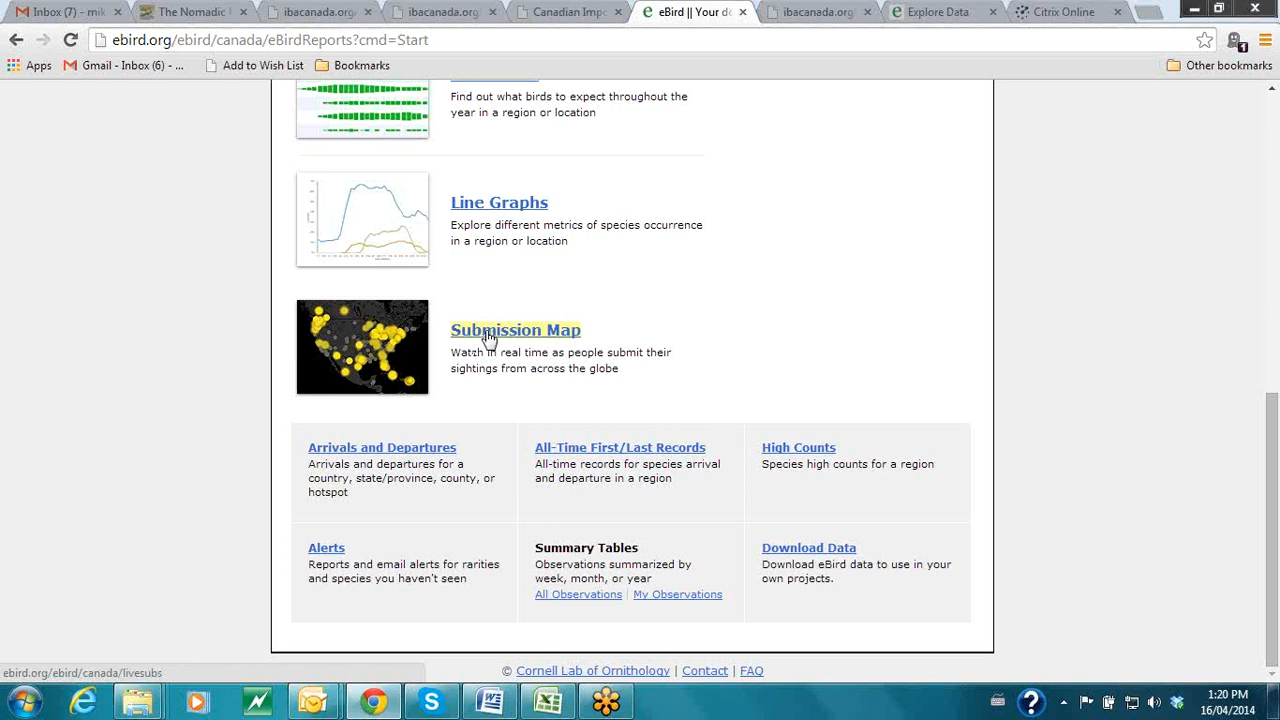 Inbox (7) - mik
The Nomadic
ibacanada.org
ibacanada.org
Canadian Impo
eBird || Your de
ibacanada.org
Explore Data
Citrix Online
ebird.org/ebird/canada/eBirdReports?cmd=Start
Apps
Gmail - Inbox (6) - ...
Add to Wish List
Bookmarks
Other bookmarks
Find out what birds to expect throughout the
year in a region or location
Line Graphs
Explore different metrics of species occurrence
in a region or location
Submission Map
Watch in real time as people submit their
sightings from across the globe
Arrivals and Departures
Arrivals and departures for a
country, state/province, county, or
hotspot
All-Time First/Last Records
All-time records for species arrival
and departure in a region
High Counts
Species high counts for a region
Alerts
Reports and email alerts for rarities
and species you haven't seen
Summary Tables
Observations summarized by
week, month, or year
All Observations | My Observations
Download Data
Download eBird data to use in your
own projects.
ebird.org/ebird/canada/livesubs
© Cornell Lab of Ornithology | Contact | FAQ
1:20 PM
16/04/2014